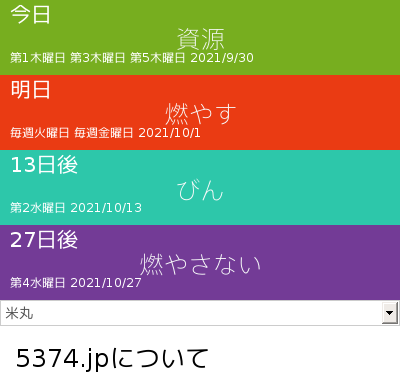 今日
資源
第1木曜日 第3木曜日 第5木曜日 2021/9/30
明日
燃やす
毎週火曜日 毎週金曜日 2021/10/1
13日後
びん
第2水曜日 2021/10/13
27日後
燃やさない
第4水曜日 2021/10/27
米丸
5374.jpについて